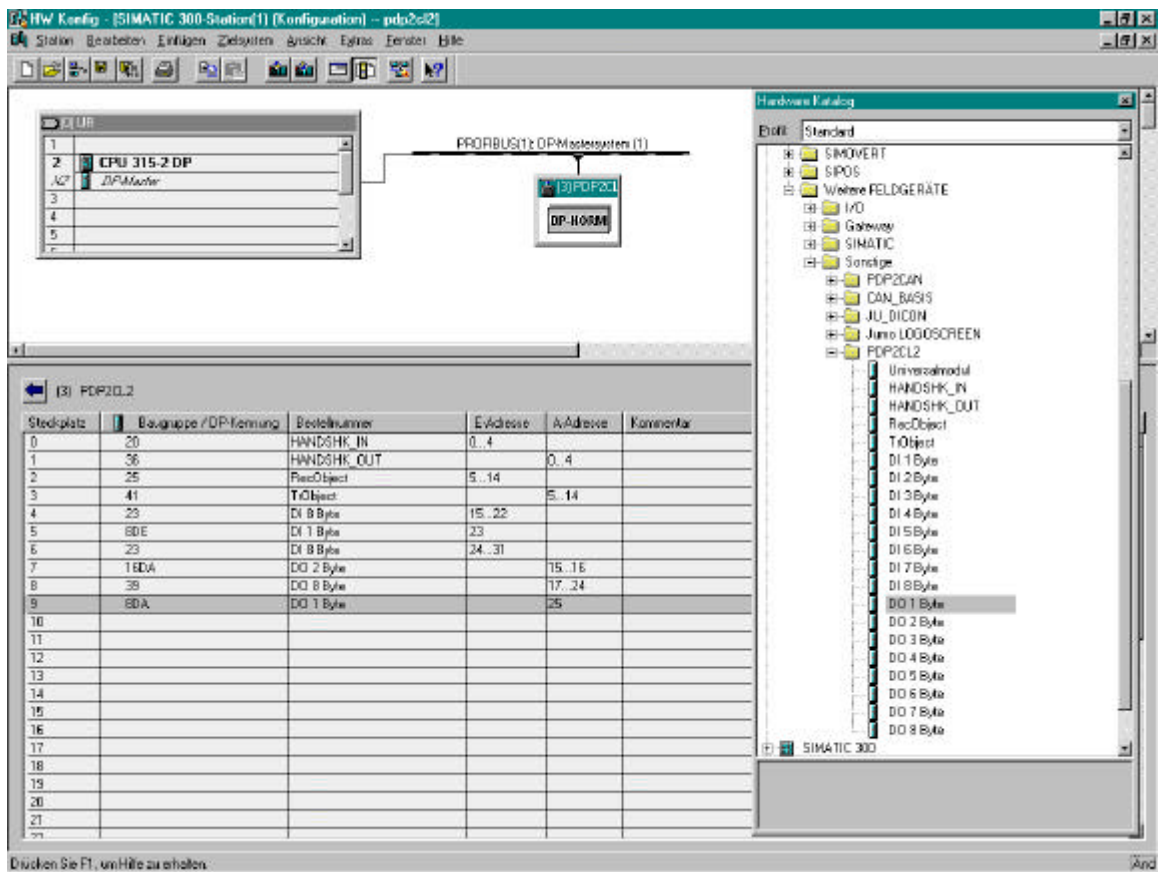 HW Konfig - [SIMATIC 300-Station(1) (Konfiguration) -- pdp2cl2]
Station Bearbeiten Einfügen Zielsystem Ansicht Extras Fenster Hilfe
(0) UR
1
2 CPU 315-2 DP
X2 DP-Master
3
4
5
PROFIBUS(1): DP-Mastersystem (1)
(3) PDP2CL
DP-NORM
Hardware Katalog
Profil: Standard
SIMOVERT
SIPOS
Weitere FELDGERÄTE
I/O
Gateway
SIMATIC
Sonstige
PDP2CAN
CAN_BASIS
JU_DICON
Jumo LOGOSCREEN
PDP2CL2
Universalmodul
HANDSHK_IN
HANDSHK_OUT
RecObject
TrObject
DI 1 Byte
DI 2 Byte
DI 3 Byte
DI 4 Byte
DI 5 Byte
DI 6 Byte
DI 7 Byte
DI 8 Byte
DO 1 Byte
DO 2 Byte
DO 3 Byte
DO 4 Byte
DO 5 Byte
DO 6 Byte
DO 7 Byte
DO 8 Byte
SIMATIC 300
(3) PDP2CL2
Steckplatz Baugruppe / DP-Kennung Bestellnummer E-Adresse A-Adresse Kommentar
0 20 HANDSHK_IN 0...4
1 36 HANDSHK_OUT 0...4
2 25 RecObject 5...14
3 41 TrObject 5...14
4 23 DI 8 Byte 15...22
5 8DE DI 1 Byte 23
6 23 DI 8 Byte 24...31
7 16DA DO 2 Byte 15...16
8 39 DO 8 Byte 17...24
9 8DA DO 1 Byte 25
10
11
12
13
14
15
16
17
18
19
20
21
22
Drücken Sie F1, um Hilfe zu erhalten.
Änd